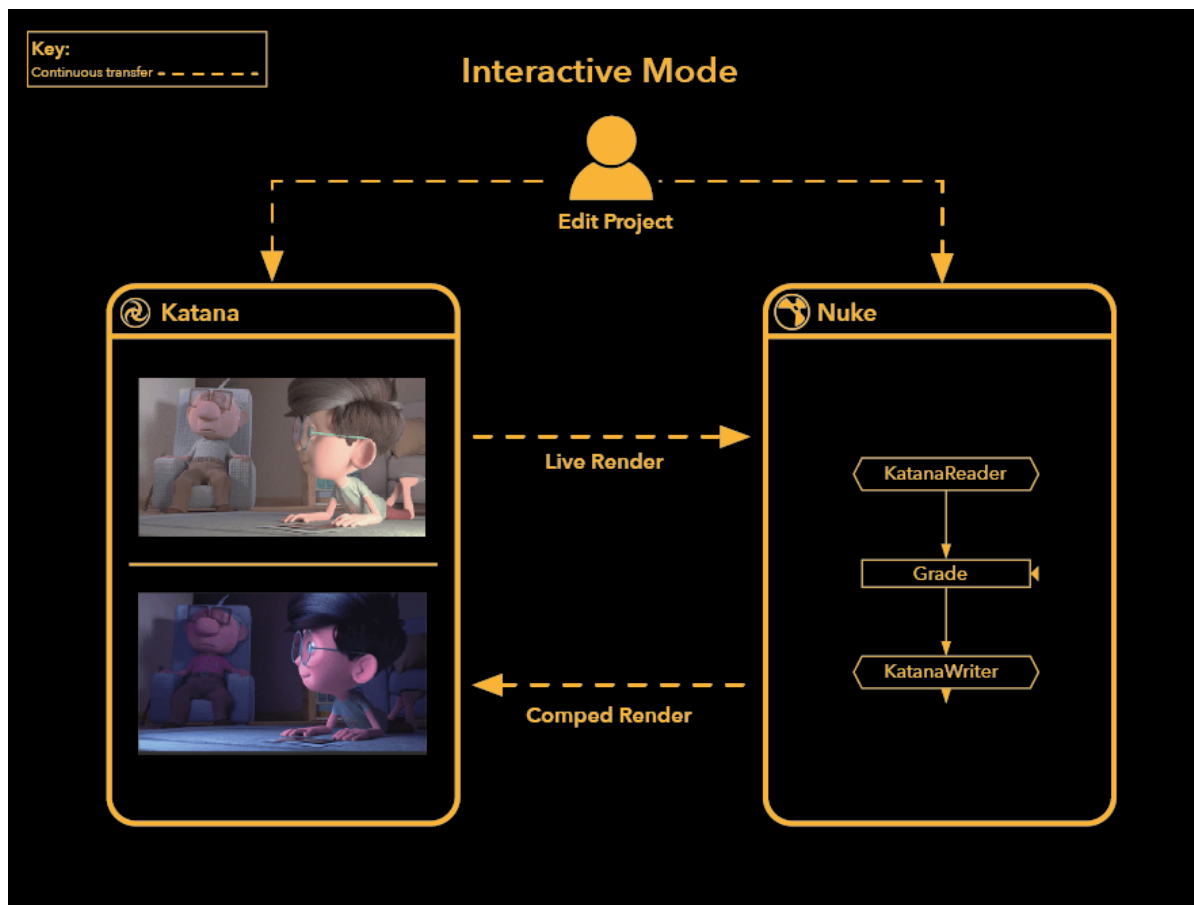 Key:
Continuous transfer
Interactive Mode
Edit Project
Katana
Nuke
Live Render
KatanaReader
Grade
KatanaWriter
Comped Render